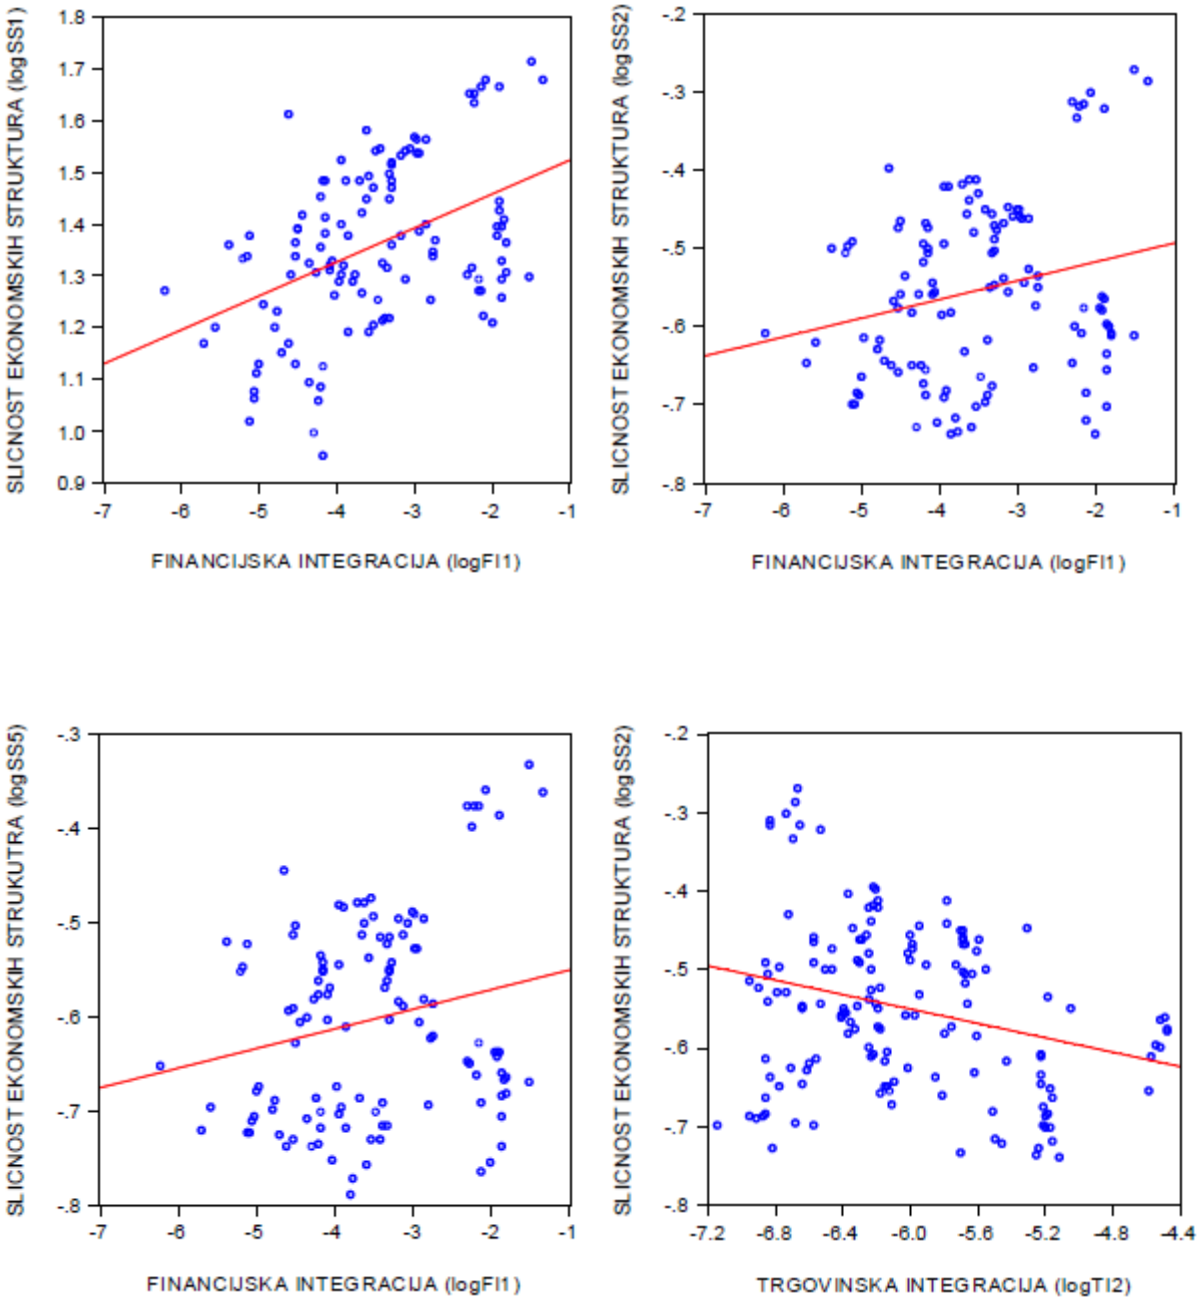 SLICNOST EKONOMSKIH STRUKTURA (logSS1)
1.8
1.7
1.6
1.5
1.4
1.3
1.2
1.1
1.0
0.9
-7 -6 -5 -4 -3 -2 -1
FINANCIJSKA INTEGRACIJA (logFI1)
SLICNOST EKONOMSKIH STRUKTURA (logSS2)
-.2
-.3
-.4
-.5
-.6
-.7
-.8
-7 -6 -5 -4 -3 -2 -1
FINANCIJSKA INTEGRACIJA (logFI1)
SLICNOST EKONOMSKIH STRUKUTRA (logSS5)
-.3
-.4
-.5
-.6
-.7
-.8
-7 -6 -5 -4 -3 -2 -1
FINANCIJSKA INTEGRACIJA (logFI1)
SLICNOST EKONOMSKIH STRUKTURA (logSS2)
-.2
-.3
-.4
-.5
-.6
-.7
-.8
-7.2 -6.8 -6.4 -6.0 -5.6 -5.2 -4.8 -4.4
TRGOVINSKA INTEGRACIJA (logTI2)